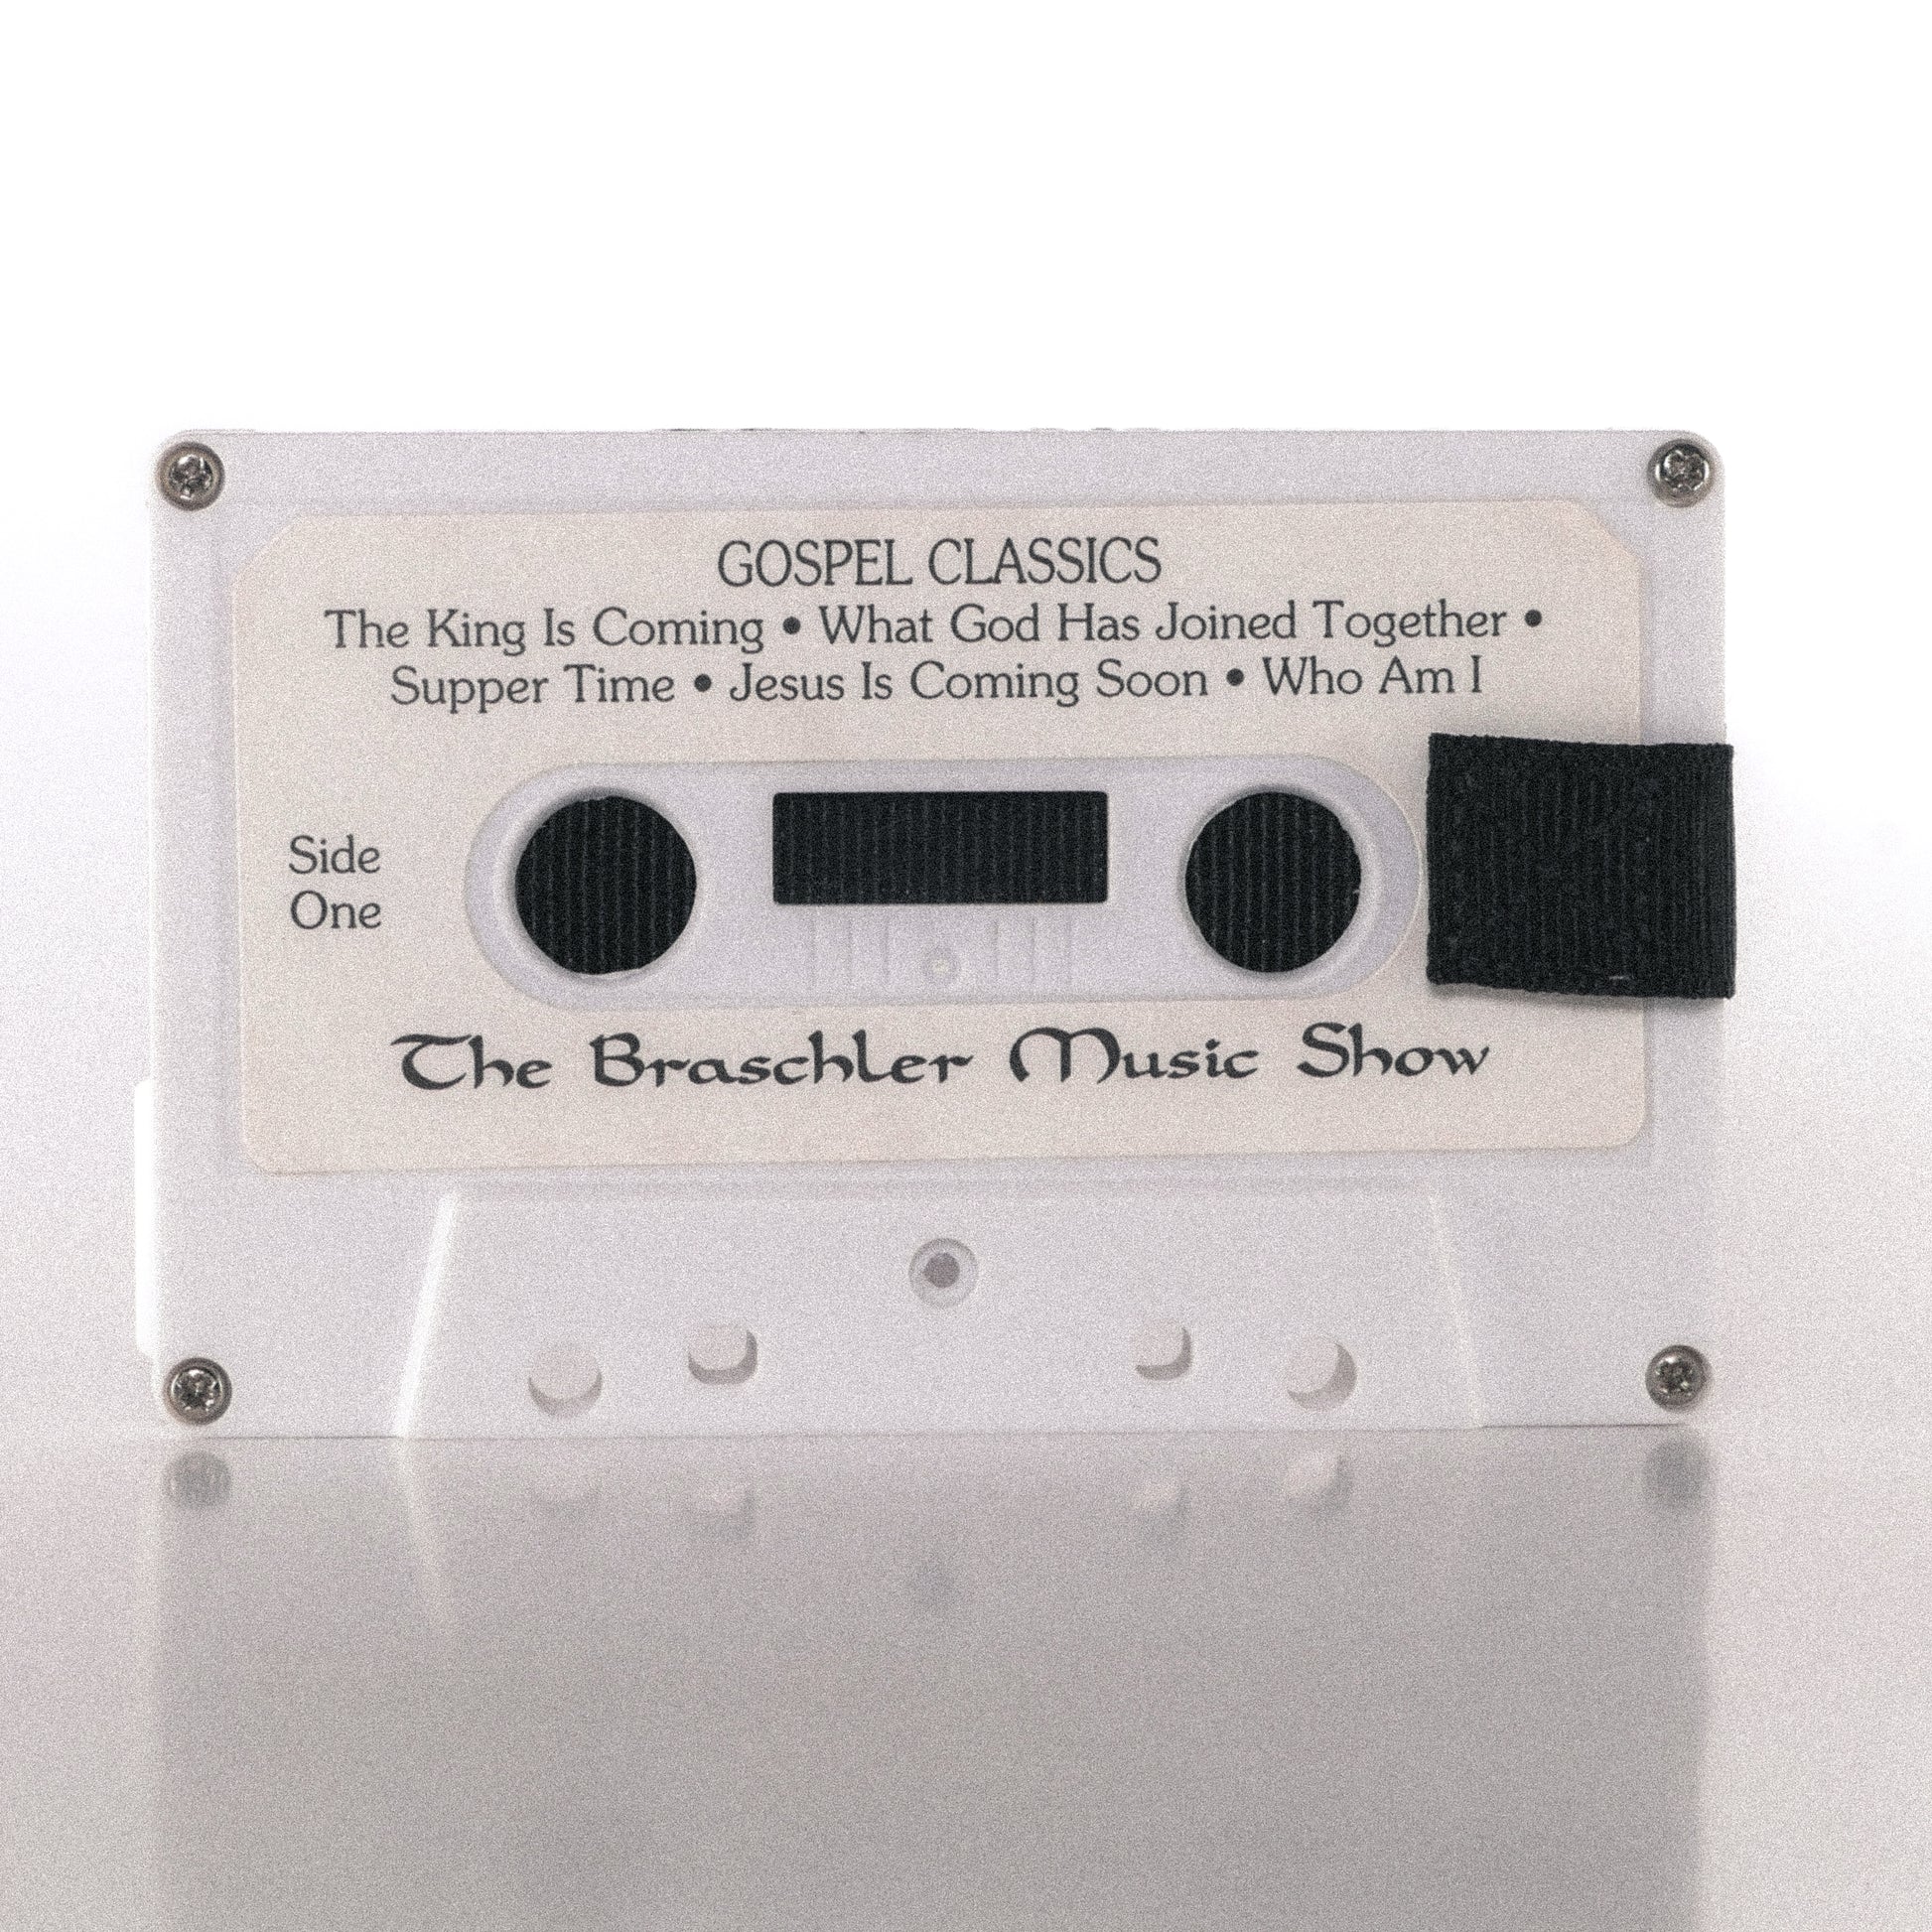 GOSPEL CLASSICS
The King Is Coming • What God Has Joined Together •
Supper Time • Jesus Is Coming Soon • Who Am I
Side
One
The Braschler Music Show